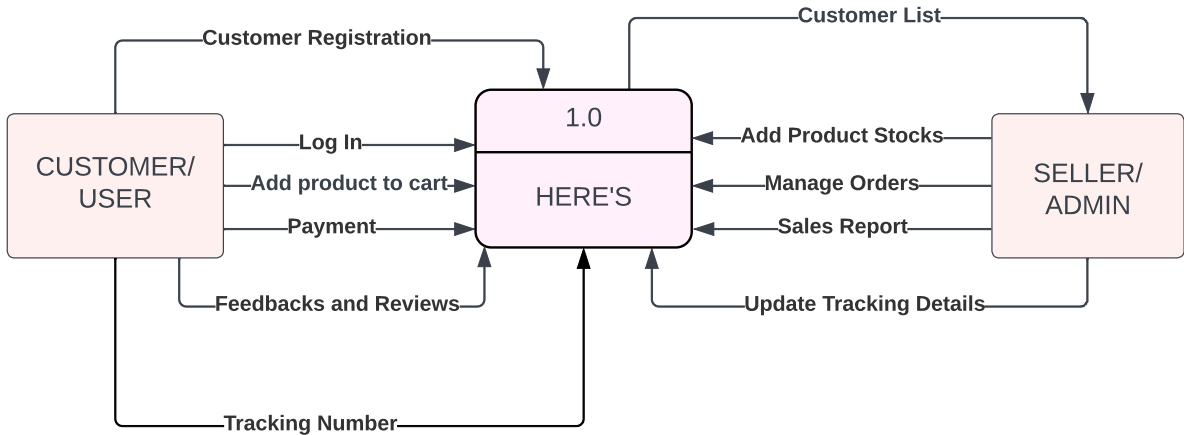 Customer List
Customer Registration
1.0
Log In
Add Product Stocks
CUSTOMER/
USER
Add product to cart
HERE'S
Manage Orders
SELLER/
ADMIN
Payment
Sales Report
Feedbacks and Reviews
Update Tracking Details
Tracking Number